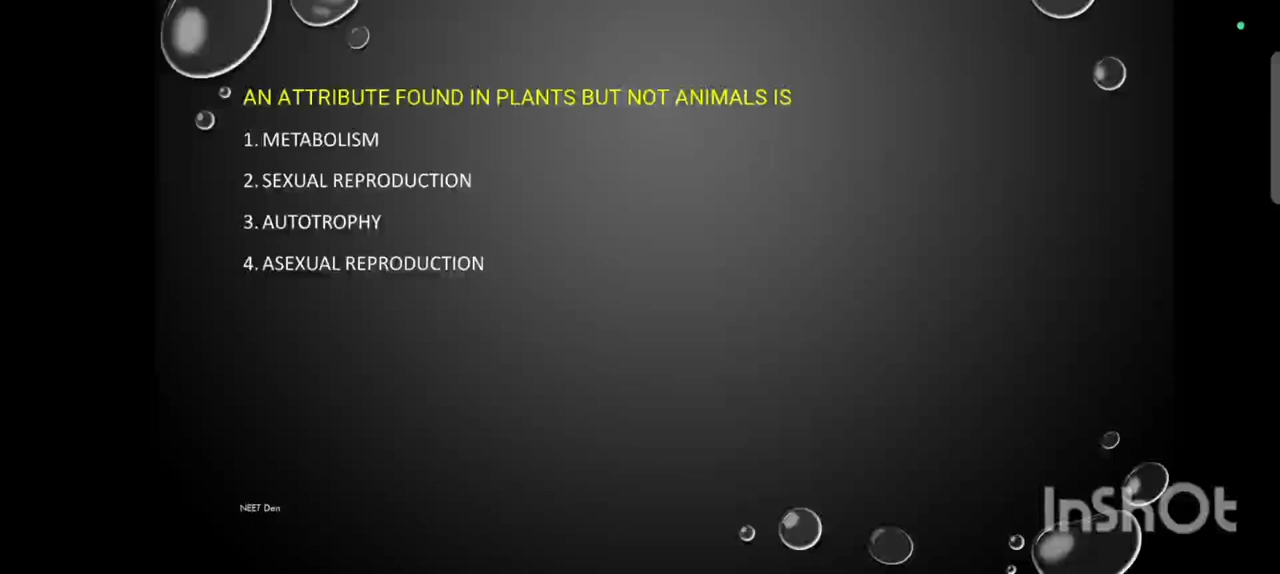 AN ATTRIBUTE FOUND IN PLANTS BUT NOT ANIMALS IS
1. METABOLISM
2. SEXUAL REPRODUCTION
3. AUTOTROPHY
4. ASEXUAL REPRODUCTION
NEET Den
InShOt